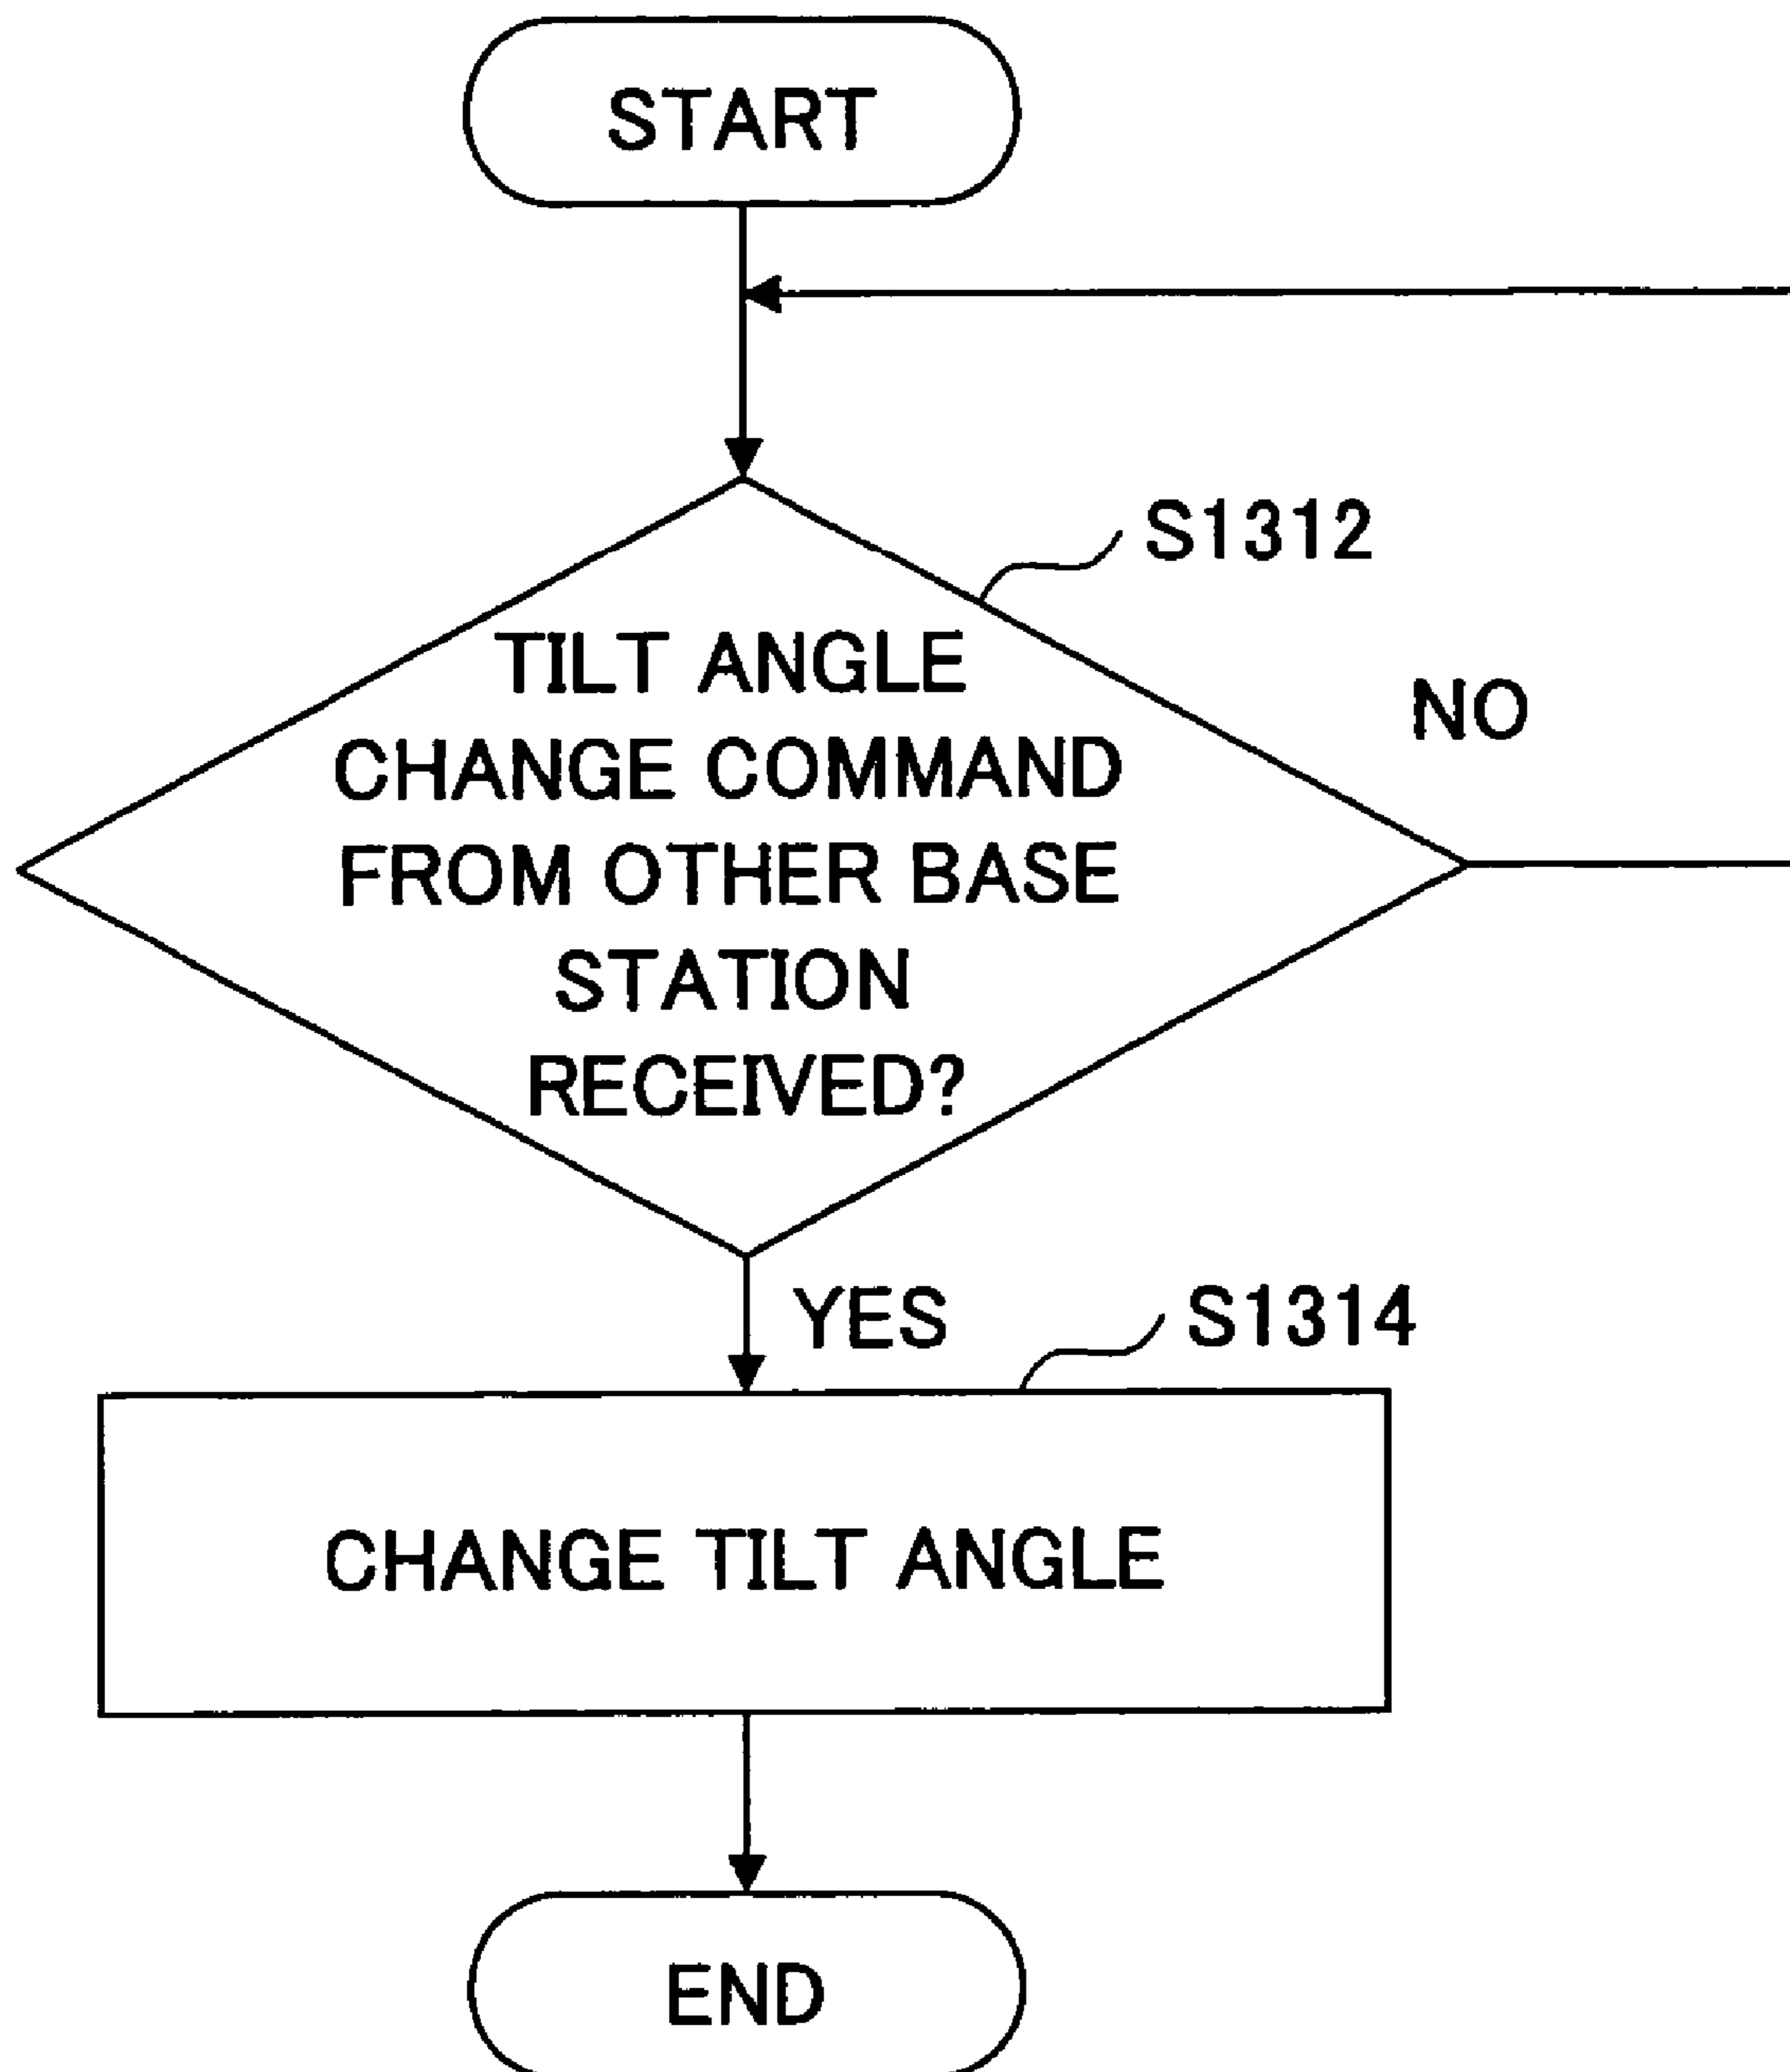 START
S1312
TILT ANGLE
CHANGE COMMAND
FROM OTHER BASE
STATION
RECEIVED?
NO
YES
S1314
CHANGE TILT ANGLE
END